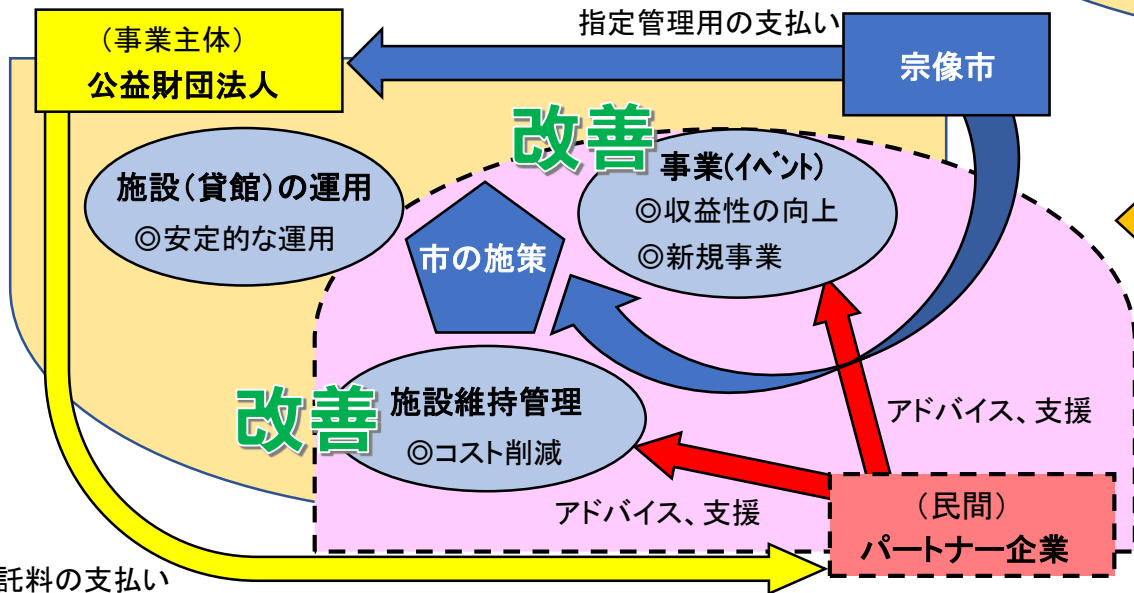 指定管理用の支払い
（事業主体）
公益財団法人
宗像市
改善
事業(ｲﾍﾞﾝﾄ)
◎収益性の向上
◎新規事業
施設（貸館）の運用
◎安定的な運用
市の施策
改善
施設維持管理
◎コスト削減
アドバイス、支援
アドバイス、支援
（民間）
パートナー企業
託料の支払い